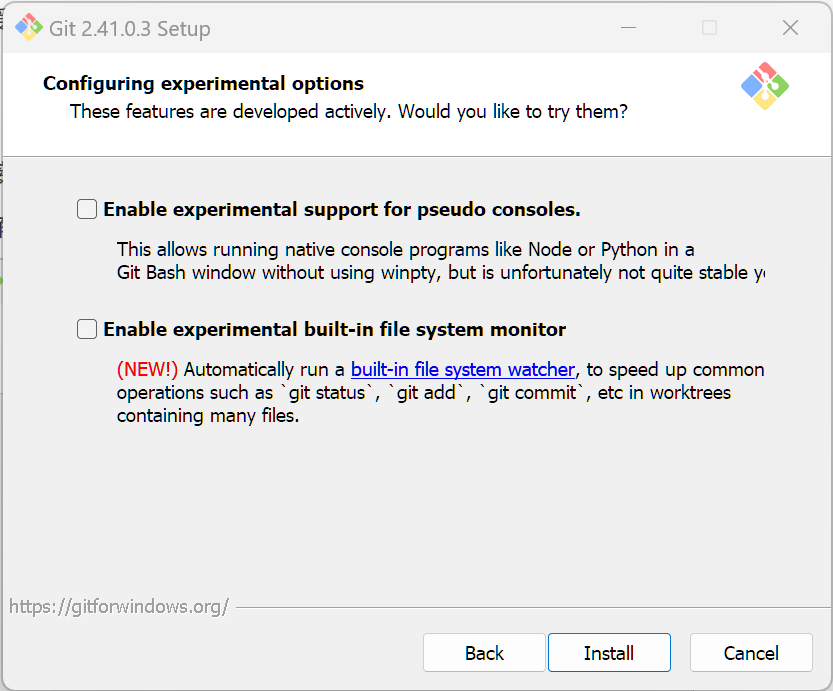 Git 2.41.0.3 Setup
Configuring experimental options
These features are developed actively. Would you like to try them?
Enable experimental support for pseudo consoles.
This allows running native console programs like Node or Python in a
Git Bash window without using winpty, but is unfortunately not quite stable
Enable experimental built-in file system monitor
(NEW!) Automatically run a built-in file system watcher, to speed up common
operations such as `git status`, `git add`, `git commit`, etc in worktrees
containing many files.
https://gitforwindows.org/
Back Install Cancel